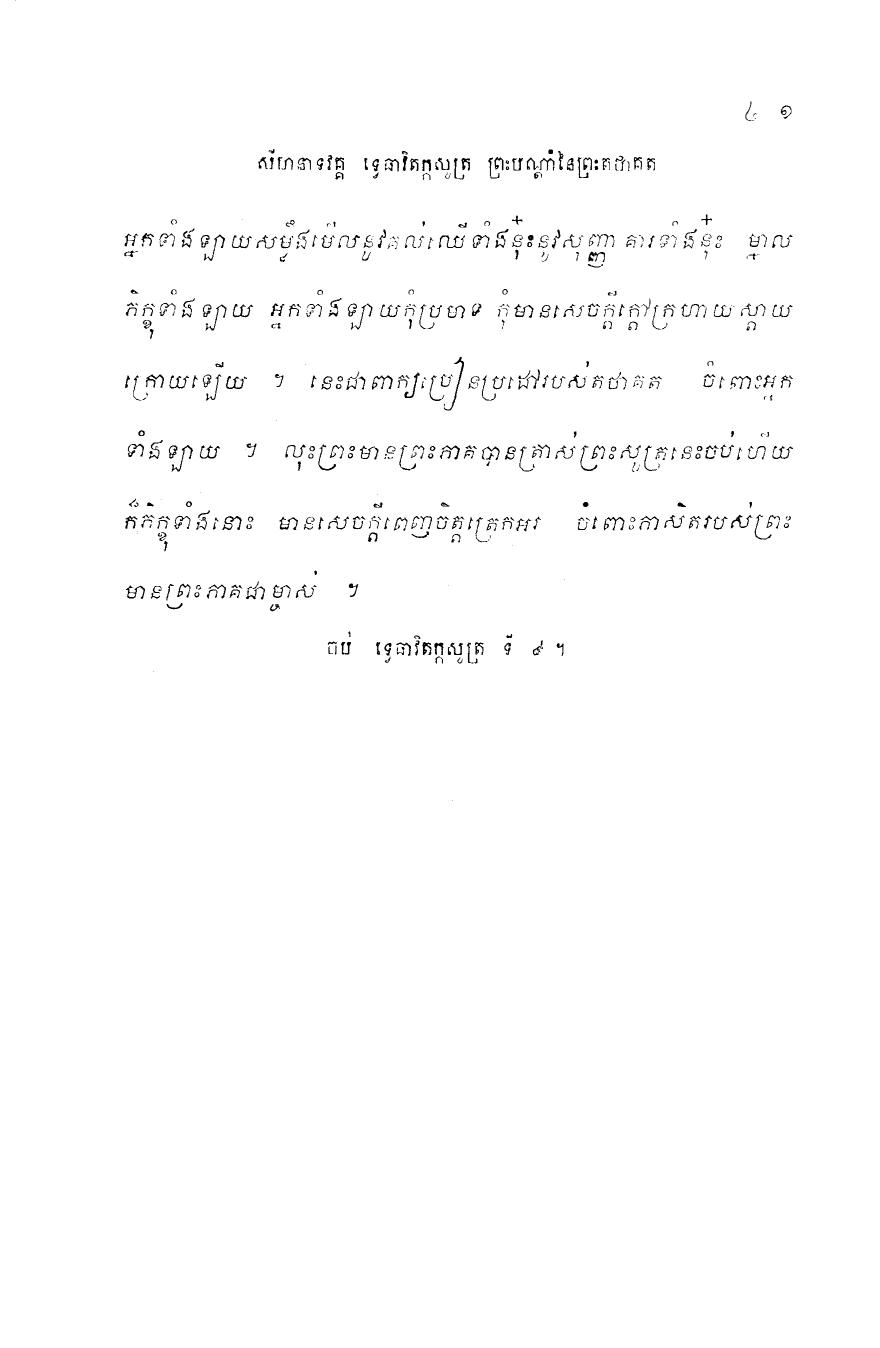 ៤ ១
សីហនាទវគ្គ ទ្វេធាវិតក្កសូត្រ ព្រះបណ្តាំនៃព្រះតថាគត
អ្នកទាំងឡាយសម្លឹងមើលនូវគល់ឈើទាំងនុ៎ះនូវសុញ្ញាគារទាំងនុ៎ះ ម្នាល
ភិក្ខុទាំងឡាយ អ្នកទាំងឡាយកុំប្រមាទ កុំមានសេចក្តីក្តៅក្រហាយស្តាយ
ក្រោយឡើយ ។ នេះជាពាក្យប្រៀនប្រដៅរបស់តថាគត ចំពោះអ្នក
ទាំងឡាយ ។ លុះព្រះមានព្រះភាគបានត្រាស់ព្រះសូត្រនេះចប់ហើយ
ក៏ភិក្ខុទាំងនោះ មានសេចក្តីពេញចិត្តត្រេកអរ ចំពោះភាសិតរបស់ព្រះ
មានព្រះភាគជាម្ចាស់ ។
ចប់ ទ្វេធាវិតក្កសូត្រ ទី ៩ ។